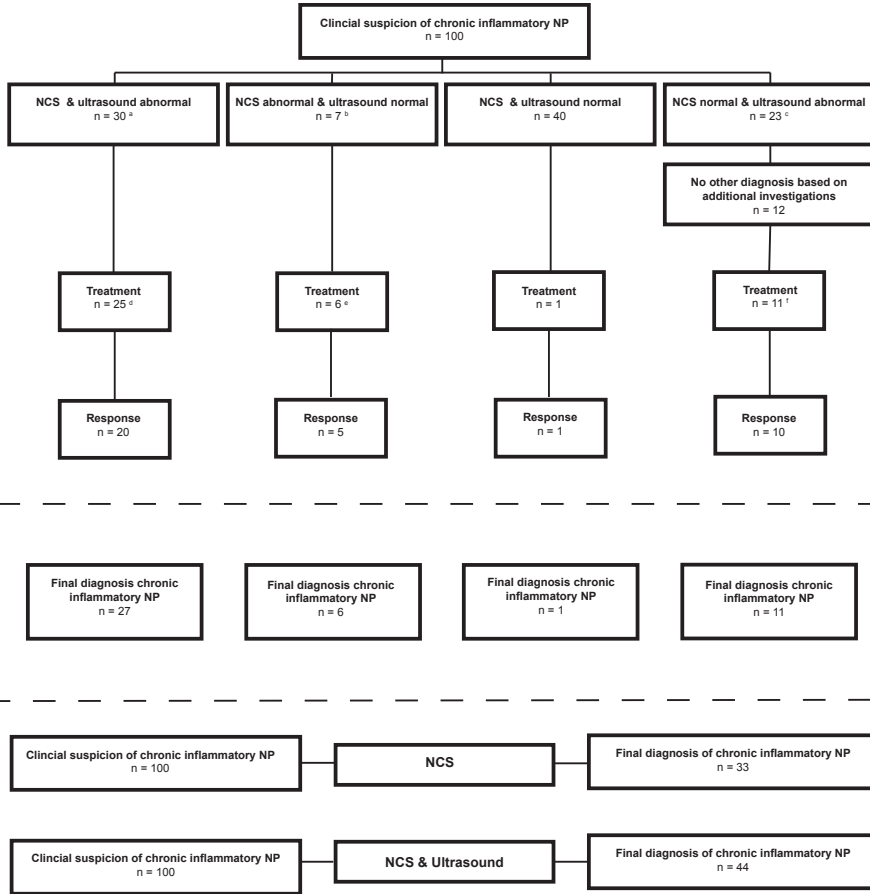 Clincial suspicion of chronic inflammatory NP
n = 100
NCS & ultrasound abnormal
n = 30 a
NCS abnormal & ultrasound normal
n = 7 b
NCS & ultrasound normal
n = 40
NCS normal & ultrasound abnormal
n = 23 c
No other diagnosis based on
additional investigations
n = 12
Treatment
n = 25 d
Treatment
n = 6 e
Treatment
n = 1
Treatment
n = 11 f
Response
n = 20
Response
n = 5
Response
n = 1
Response
n = 10
Final diagnosis chronic
inflammatory NP
n = 27
Final diagnosis chronic
inflammatory NP
n = 6
Final diagnosis chronic
inflammatory NP
n = 1
Final diagnosis chronic
inflammatory NP
n = 11
Clincial suspicion of chronic inflammatory NP
n = 100
NCS
Final diagnosis of chronic inflammatory NP
n = 33
Clincial suspicion of chronic inflammatory NP
n = 100
NCS & Ultrasound
Final diagnosis of chronic inflammatory NP
n = 44